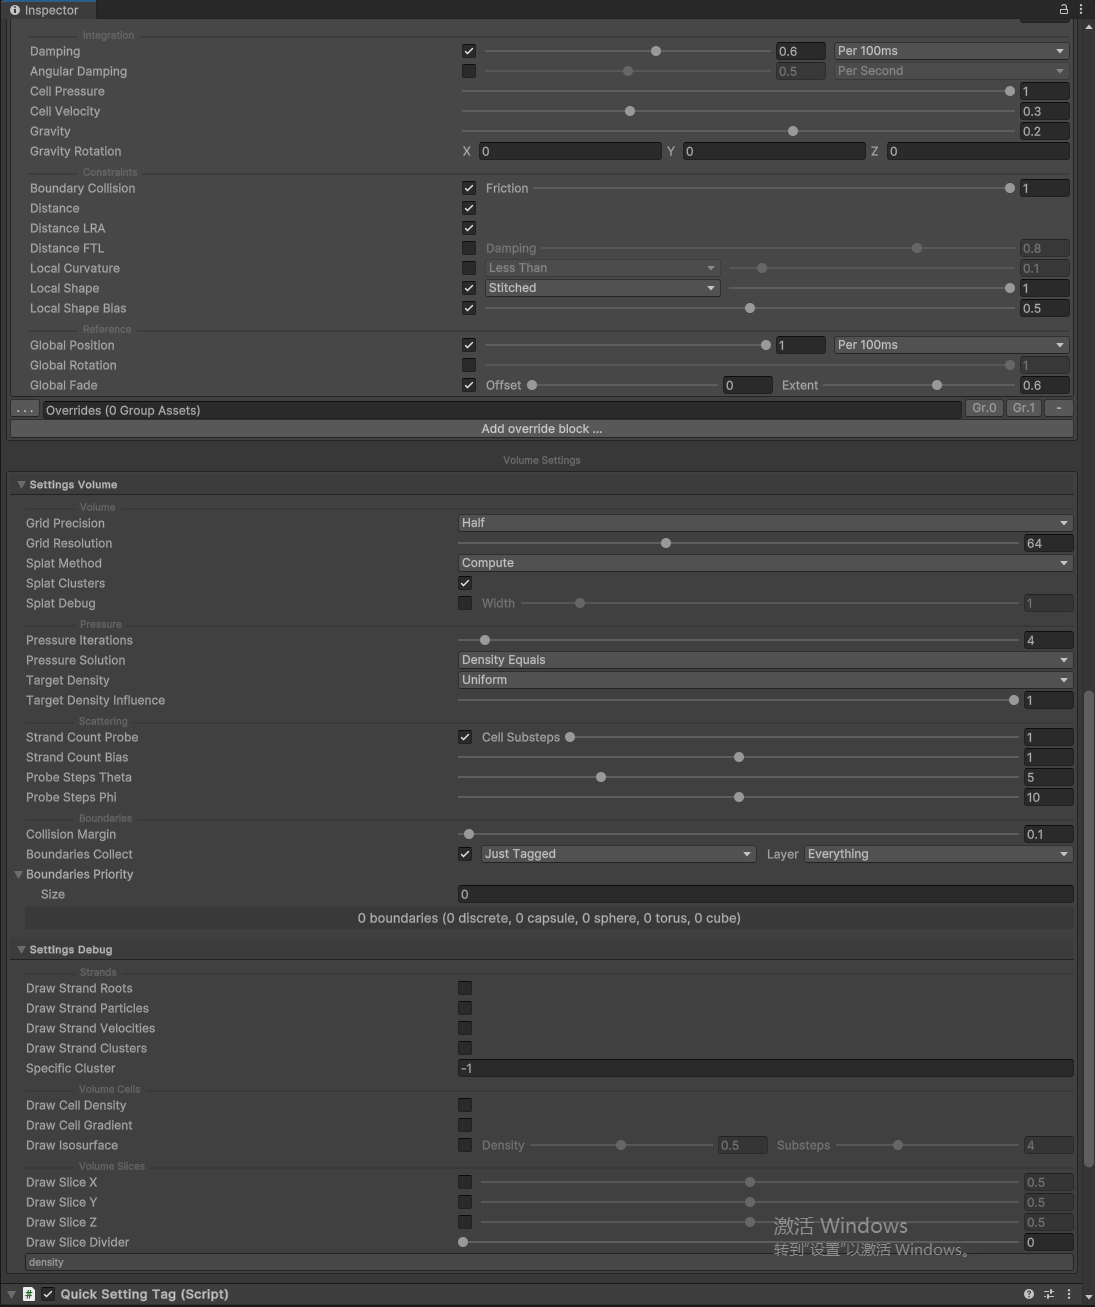 Inspector
Integration
Damping 0.6 Per 100ms
Angular Damping 0.5 Per Second
Cell Pressure 1
Cell Velocity 0.3
Gravity 0.2
Gravity Rotation X 0 Y 0 Z 0
Constraints
Boundary Collision Friction 1
Distance
Distance LRA
Distance FTL Damping 0.8
Local Curvature Less Than 0.1
Local Shape Stitched 1
Local Shape Bias 0.5
Reference
Global Position 1 Per 100ms
Global Rotation 1
Global Fade Offset 0 Extent 0.6
... Overrides (0 Group Assets) Gr.0 Gr.1 -
Add override block ...
Volume Settings
Settings Volume
Volume
Grid Precision Half
Grid Resolution 64
Splat Method Compute
Splat Clusters
Splat Debug Width 1
Pressure
Pressure Iterations 4
Pressure Solution Density Equals
Target Density Uniform
Target Density Influence 1
Scattering
Strand Count Probe Cell Substeps 1
Strand Count Bias 1
Probe Steps Theta 5
Probe Steps Phi 10
Boundaries
Collision Margin 0.1
Boundaries Collect Just Tagged Layer Everything
Boundaries Priority
Size 0
0 boundaries (0 discrete, 0 capsule, 0 sphere, 0 torus, 0 cube)
Settings Debug
Strands
Draw Strand Roots
Draw Strand Particles
Draw Strand Velocities
Draw Strand Clusters
Specific Cluster -1
Volume Cells
Draw Cell Density
Draw Cell Gradient
Draw Isosurface Density 0.5 Substeps 4
Volume Slices
Draw Slice X 0.5
Draw Slice Y 0.5
Draw Slice Z 0.5
激活 Windows
Draw Slice Divider 0
转到“设置”以激活 Windows。
density
# Quick Setting Tag (Script)